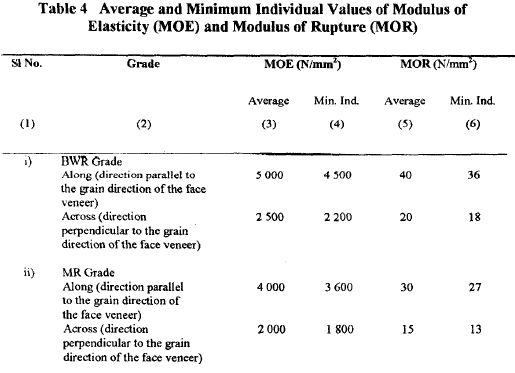 Table 4 Average and Minimum Individual Values of Modulus of
Elasticity (MOE) and Modulus of Rupture (MOR)
Sl No. Grade MOE (N/mm²) MOR (N/mm²)
Average Min. Ind. Average Min. Ind.
(1) (2) (3) (4) (5) (6)
i) BWR Grade
Along (direction parallel to 5 000 4 500 40 36
the grain direction of the face
veneer)
Across (direction 2 500 2 200 20 18
perpendicular to the grain
direction of the face veneer)
ii) MR Grade
Along (direction parallel 4 000 3 600 30 27
to the grain direction of
the face veneer)
Across (direction 2 000 1 800 15 13
perpendicular to the grain
direction of the face veneer)